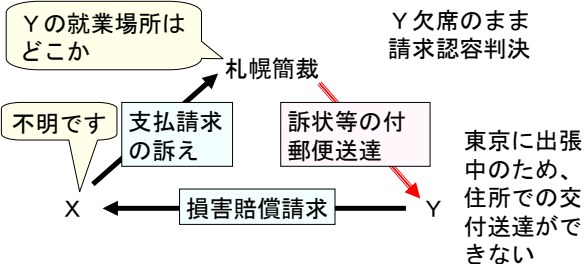 Ｙの就業場所は
どこか
Ｙ欠席のまま
請求認容判決
札幌簡裁
不明です
支払請求
の訴え
訴状等の付
郵便送達
東京に出張
中のため、
住所での交
付送達がで
きない
Ｘ
損害賠償請求
Ｙ